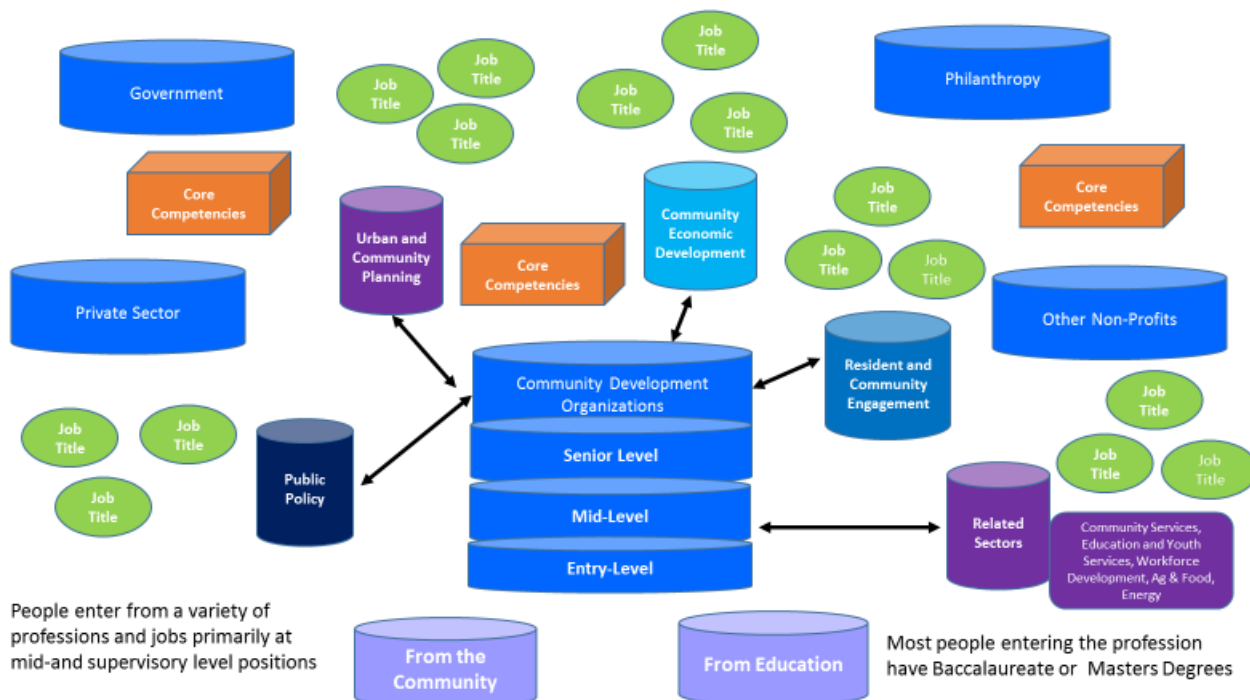 Government
Job
Title
Job
Title
Job
Title
Job
Title
Job
Title
Job
Title
Philanthropy
Core
Competencies
Urban and
Community
Planning
Core
Competencies
Community
Economic
Development
Job
Title
Job
Title
Job
Title
Core
Competencies
Private Sector
Other Non-Profits
Community Development
Organizations
Senior Level
Mid-Level
Entry-Level
Resident and
Community
Engagement
Job
Title
Job
Title
Job
Title
Public
Policy
Job
Title
Job
Title
Job
Title
Related
Sectors
Community Services,
Education and Youth
Services, Workforce
Development, Ag & Food,
Energy
People enter from a variety of
professions and jobs primarily at
mid-and supervisory level positions
From the
Community
From Education
Most people entering the profession
have Baccalaureate or Masters Degrees